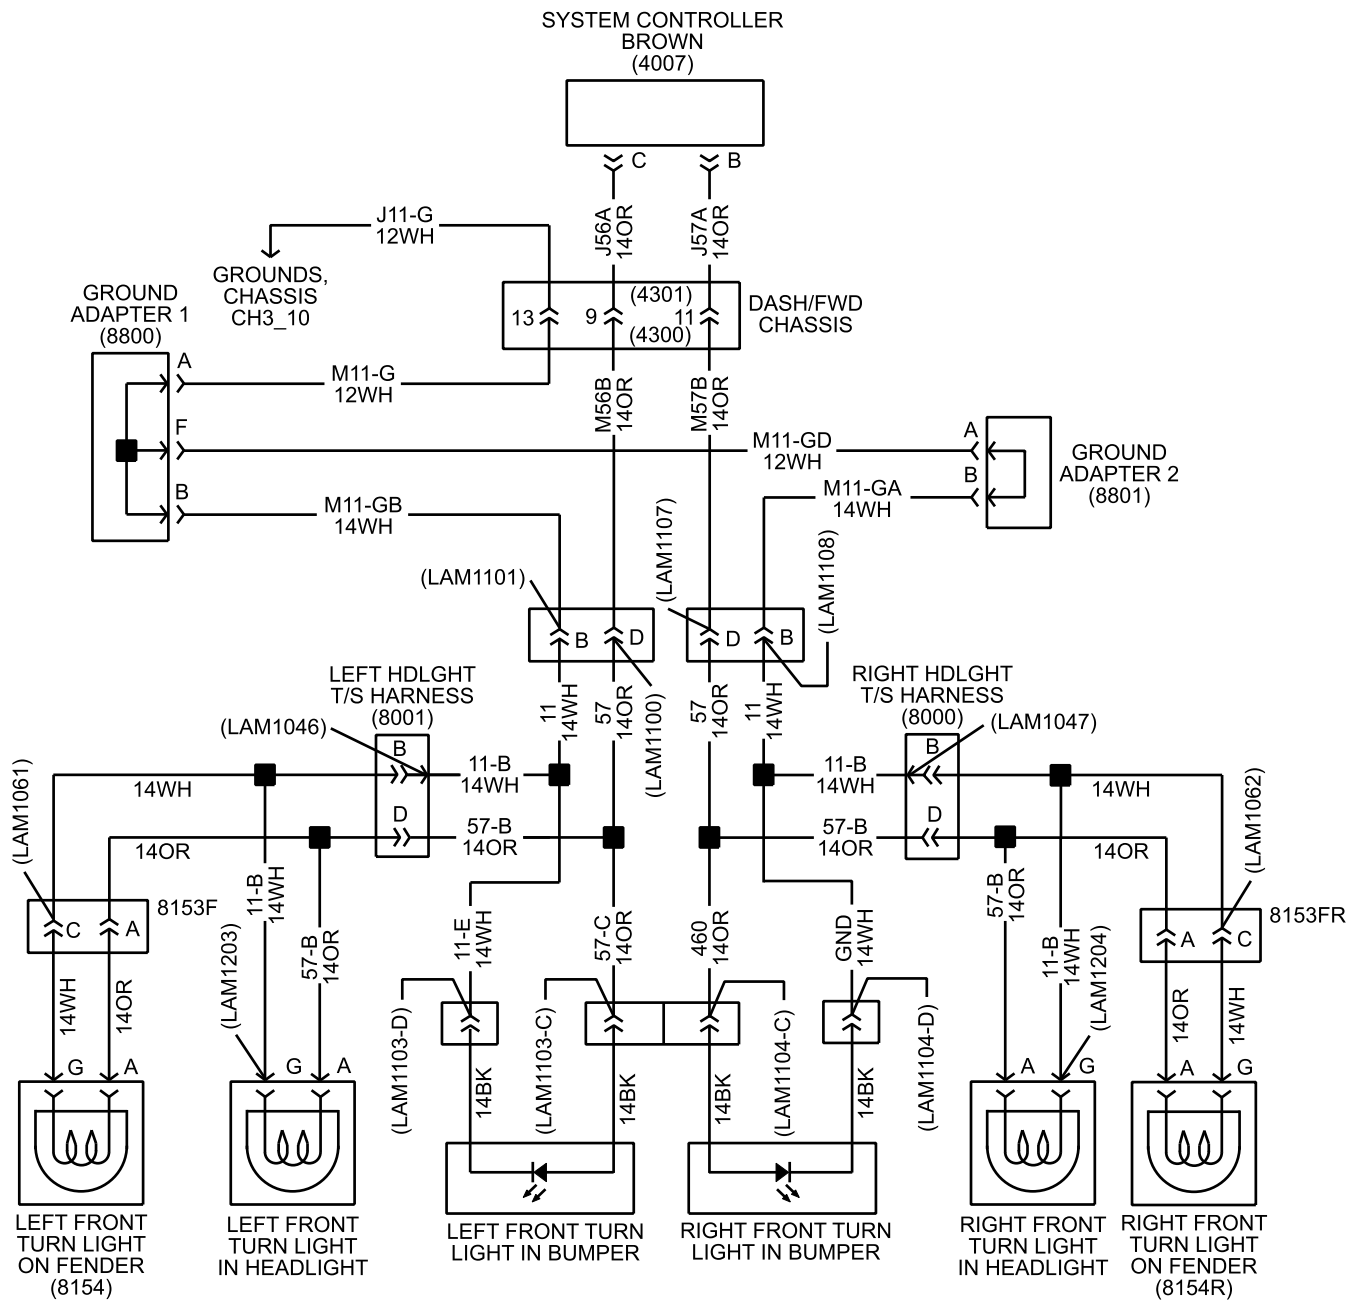 SYSTEM CONTROLLER
BROWN
(4007)
C
B
J56A
14OR
J57A
14OR
J11-G
12WH
GROUNDS,
CHASSIS
CH3_10
(4301)
13
9
11
(4300)
DASH/FWD
CHASSIS
GROUND
ADAPTER 1
(8800)
A
F
B
M11-G
12WH
M56B
14OR
M57B
14OR
M11-GD
12WH
M11-GB
14WH
M11-GA
14WH
A
B
GROUND
ADAPTER 2
(8801)
(LAM1101)
(LAM1107)
(LAM1108)
B
D
D
B
(LAM1100)
11
14WH
57
14OR
57
14OR
11
14WH
LEFT HDLGHT
T/S HARNESS
(8001)
(LAM1046)
B
D
RIGHT HDLGHT
T/S HARNESS
(8000)
(LAM1047)
B
D
14WH
11-B
14WH
11-B
14WH
14WH
14OR
57-B
14OR
57-B
14OR
14OR
(LAM1061)
(LAM1062)
8153F
C
A
8153FR
A
C
11-B
14WH
57-B
14OR
(LAM1203)
11-E
14WH
57-C
14OR
460
14OR
GND
14WH
57-B
14OR
11-B
14WH
(LAM1204)
14WH
14OR
14OR
14WH
(LAM1103-D)
(LAM1103-C)
(LAM1104-C)
(LAM1104-D)
14BK
14BK
14BK
14BK
G
A
G
A
A
G
A
G
LEFT FRONT
TURN LIGHT
ON FENDER
(8154)
LEFT FRONT
TURN LIGHT
IN HEADLIGHT
LEFT FRONT TURN
LIGHT IN BUMPER
RIGHT FRONT TURN
LIGHT IN BUMPER
RIGHT FRONT
TURN LIGHT
IN HEADLIGHT
RIGHT FRONT
TURN LIGHT
ON FENDER
(8154R)